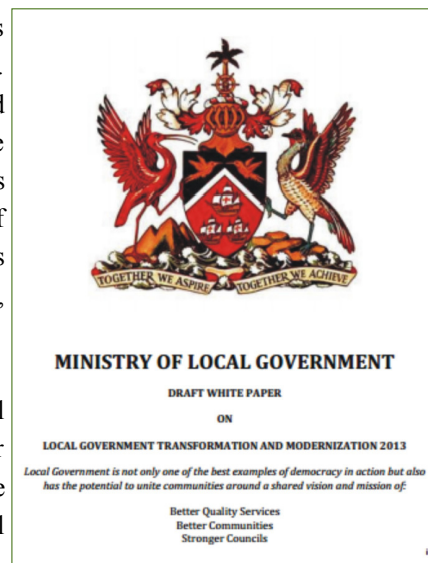 s
d
e
s
f
s
,
l
r
e
l
TOGETHER WE ASPIRE TOGETHER WE ACHIEVE
MINISTRY OF LOCAL GOVERNMENT
DRAFT WHITE PAPER
ON
LOCAL GOVERNMENT TRANSFORMATION AND MODERNIZATION 2013
Local Government is not only one of the best examples of democracy in action but also
has the potential to unite communities around a shared vision and mission of:
Better Quality Services
Better Communities
Stronger Councils